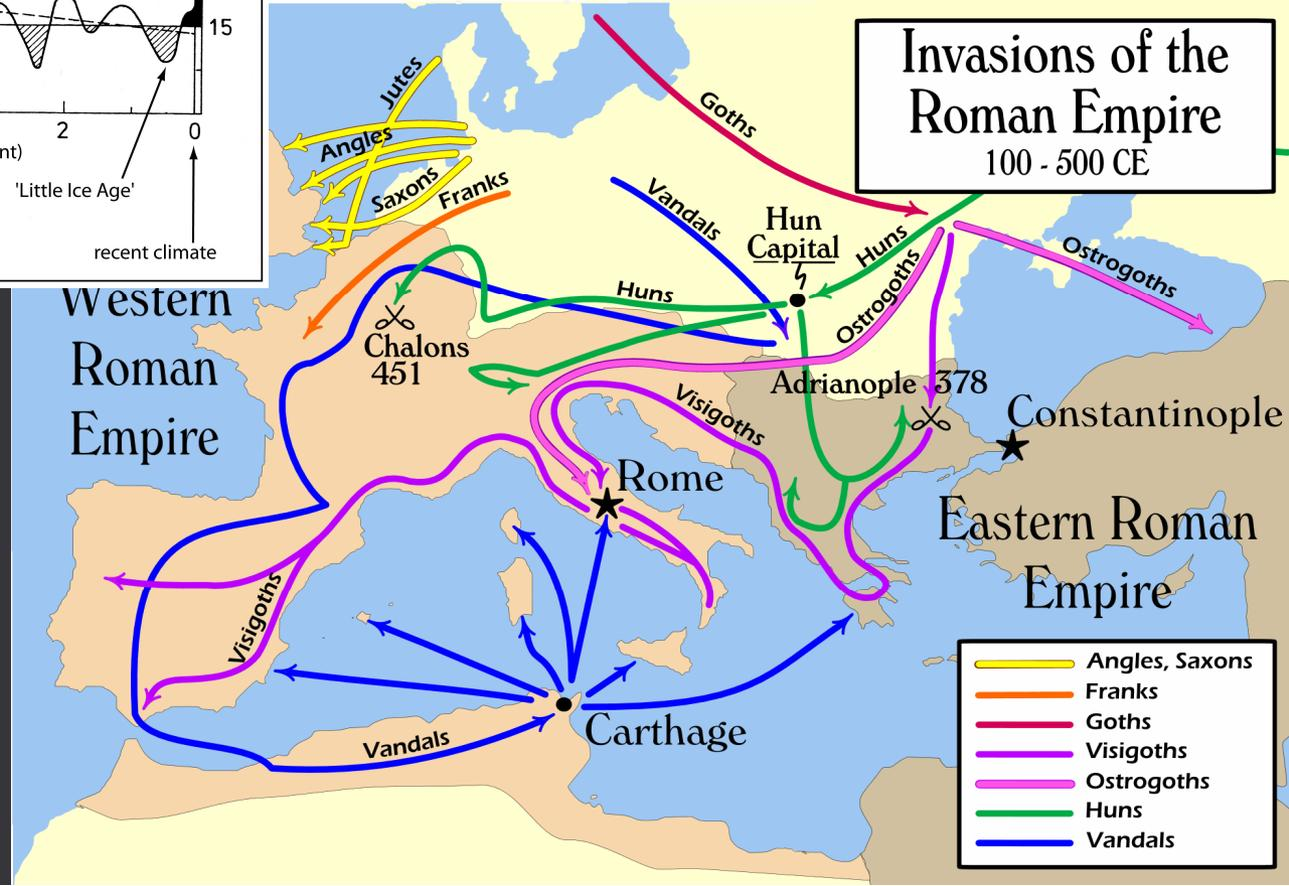 15
2
0
nt)
'Little Ice Age'
recent climate
Invasions of the
Roman Empire
100 - 500 CE
Jutes
Angles
Saxons
Franks
Goths
Vandals
Hun
Capital
Huns
Ostrogoths
Ostrogoths
Huns
Western
Roman
Empire
Chalons
451
Adrianople 378
Visigoths
Constantinople
Rome
Eastern Roman
Empire
Visigoths
Carthage
Vandals
Angles, Saxons
Franks
Goths
Visigoths
Ostrogoths
Huns
Vandals